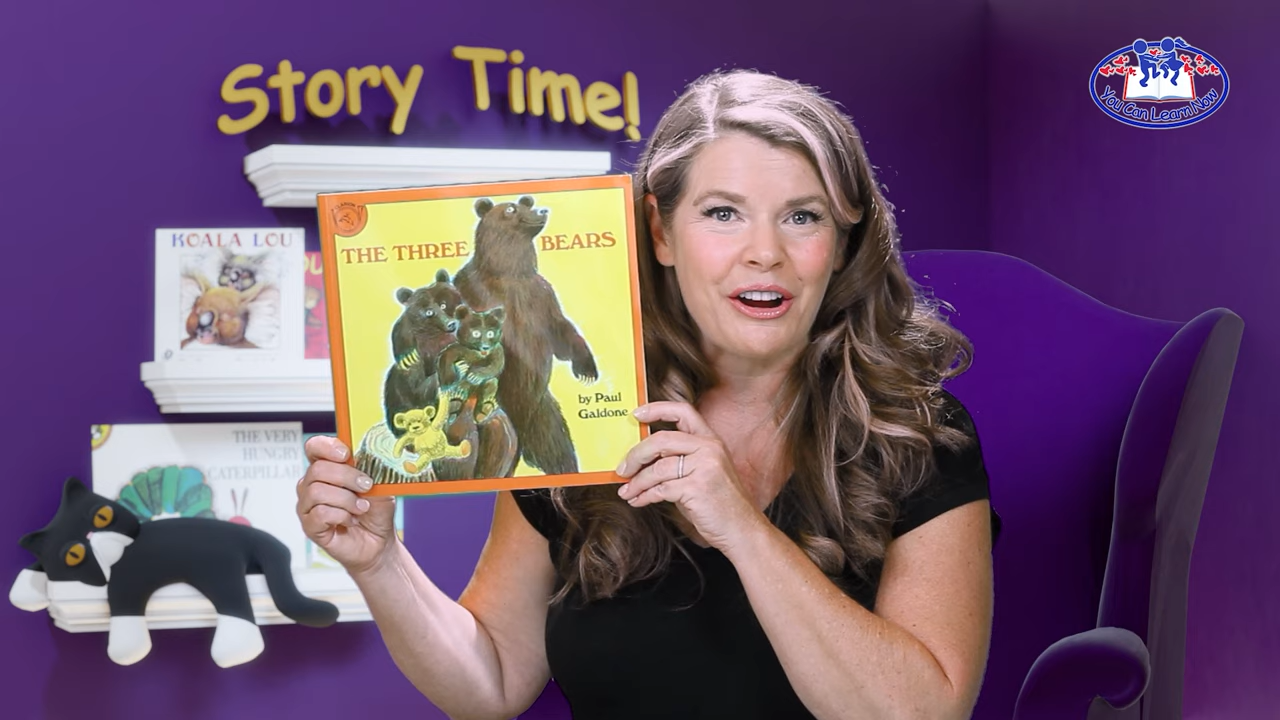 Story Time!
You Can Learn Now
THE THREE BEARS
by Paul
Galdone
KOALA LOU
THE VERY
HUNGRY
CATERPILLAR